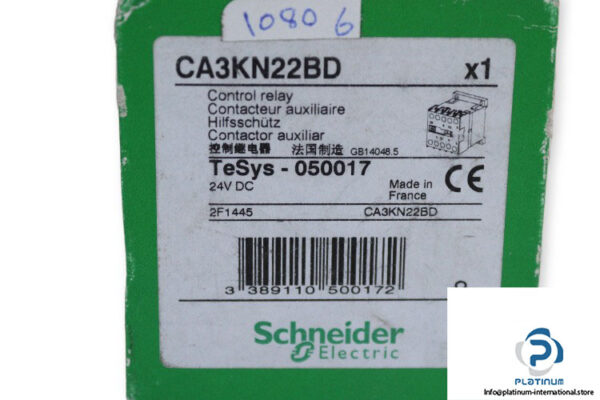 10806
CA3KN22BD x1
Control relay
Contacteur auxiliaire
Hilfsschütz
Contactor auxiliar
控制继电器 法国制造 GB14048.5
TeSys - 050017
24V DC Made in
France
CE
2F1445 CA3KN22BD
3 389110 500172
Schneider
Electric
PLATINUM
info@platinum-international.store